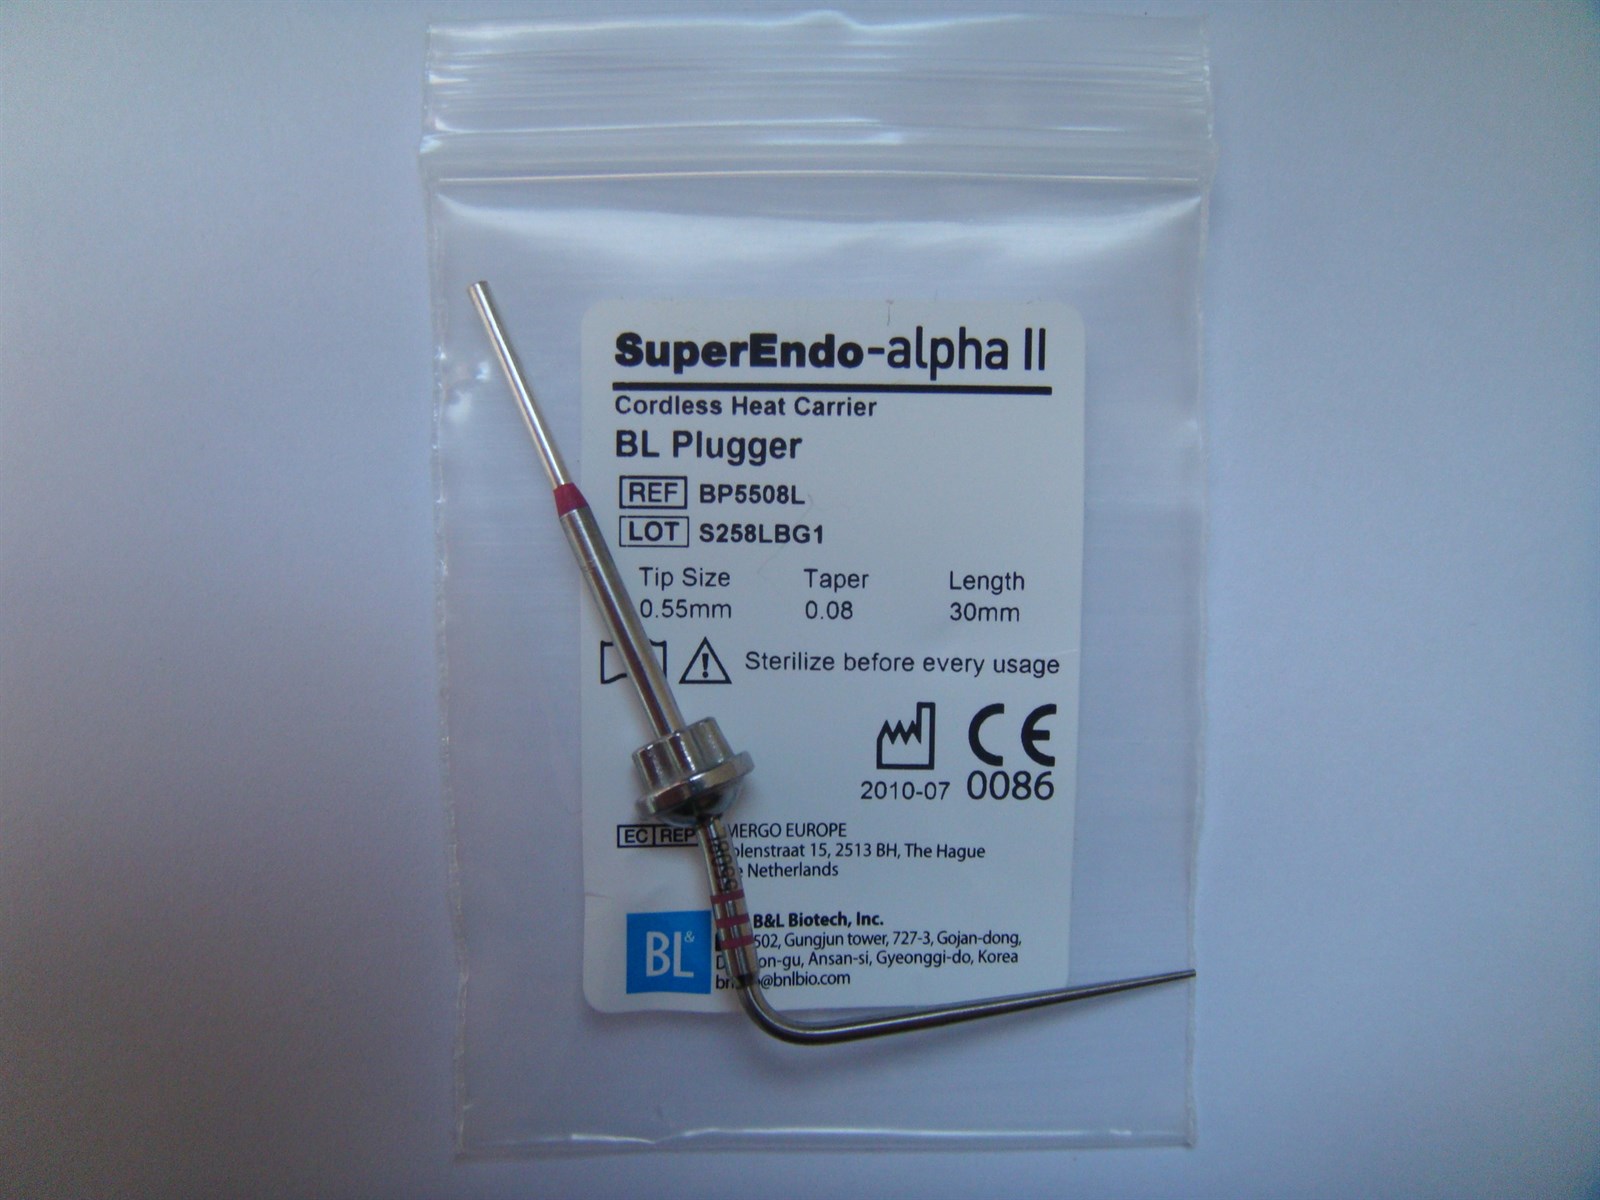 SuperEndo-alpha II
Cordless Heat Carrier
BL Plugger
REF BP5508L
LOT S258LBG1
Tip Size Taper Length
0.55mm 0.08 30mm
Sterilize before every usage
CE
2010-07 0086
EC REP EUROPE
15, 2513 BH, The Hague
Netherlands
B&L Biotech, Inc.
502, Gungjun tower, 727-3, Gojan-dong,
Ansan-si, Gyeonggi-do, Korea
@bnlbio.com
BL&